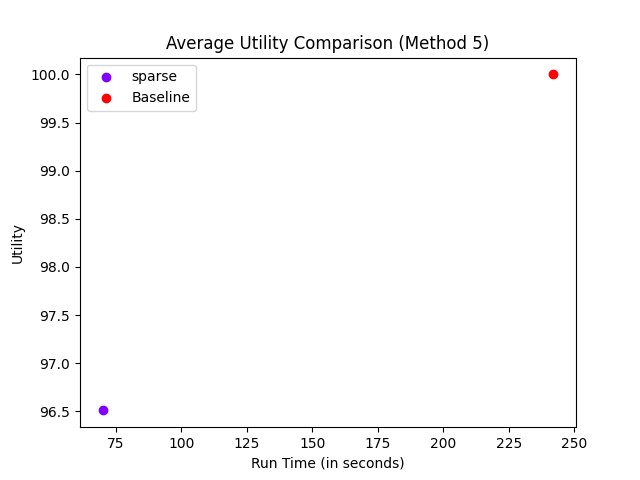 Average Utility Comparison (Method 5)
sparse
Baseline
100.0
99.5
99.0
98.5
98.0
97.5
97.0
96.5
Utility
75 100 125 150 175 200 225 250
Run Time (in seconds)